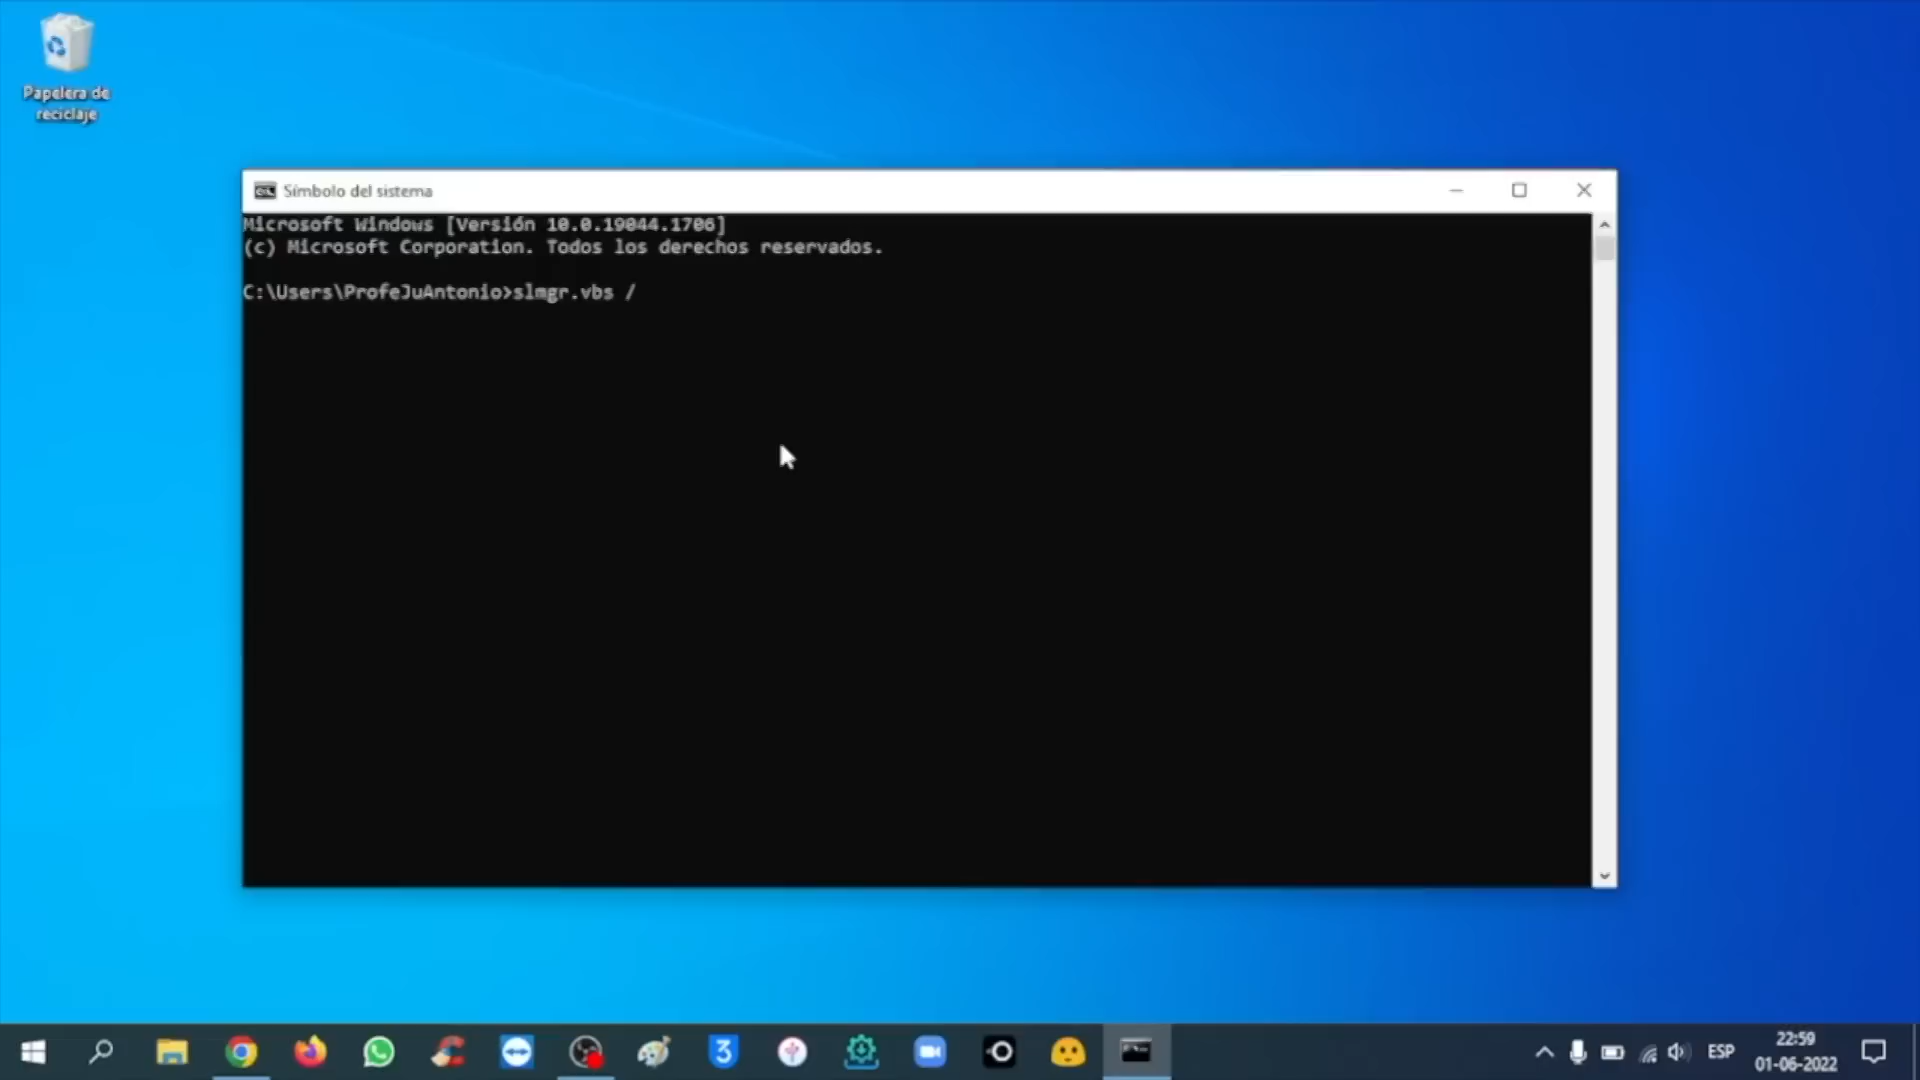 Papelera de
reciclaje
Símbolo del sistema
Microsoft Windows [Versión 10.0.19044.1706]
(c) Microsoft Corporation. Todos los derechos reservados.
C:\Users\ProfeJuAntonio>slmgr.vbs /
3
ESP
22:59
01-06-2022